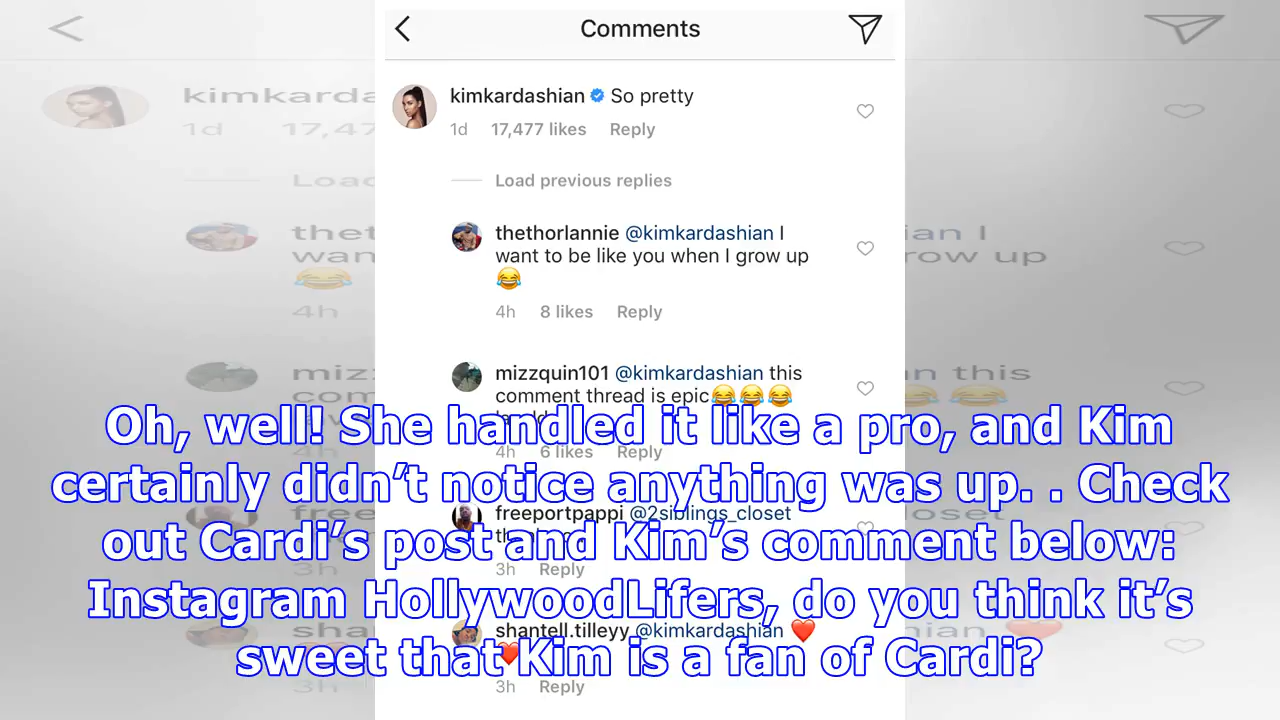 Comments
kimkardashian So pretty
1d 17,477 likes Reply
Load previous replies
thethorlannie @kimkardashian I
want to be like you when I grow up
😂
4h 8 likes Reply
mizzquin101 @kimkardashian this
comment thread is epic😂😂😂
4h 6 likes Reply
freeportpappi @2siblings_closet
3h Reply
shantell.tilleyy @kimkardashian ❤️
❤️
3h Reply
Oh, well! She handled it like a pro, and Kim
certainly didn’t notice anything was up. . Check
out Cardi’s post and Kim’s comment below:
Instagram HollywoodLifers, do you think it’s
sweet that Kim is a fan of Cardi?